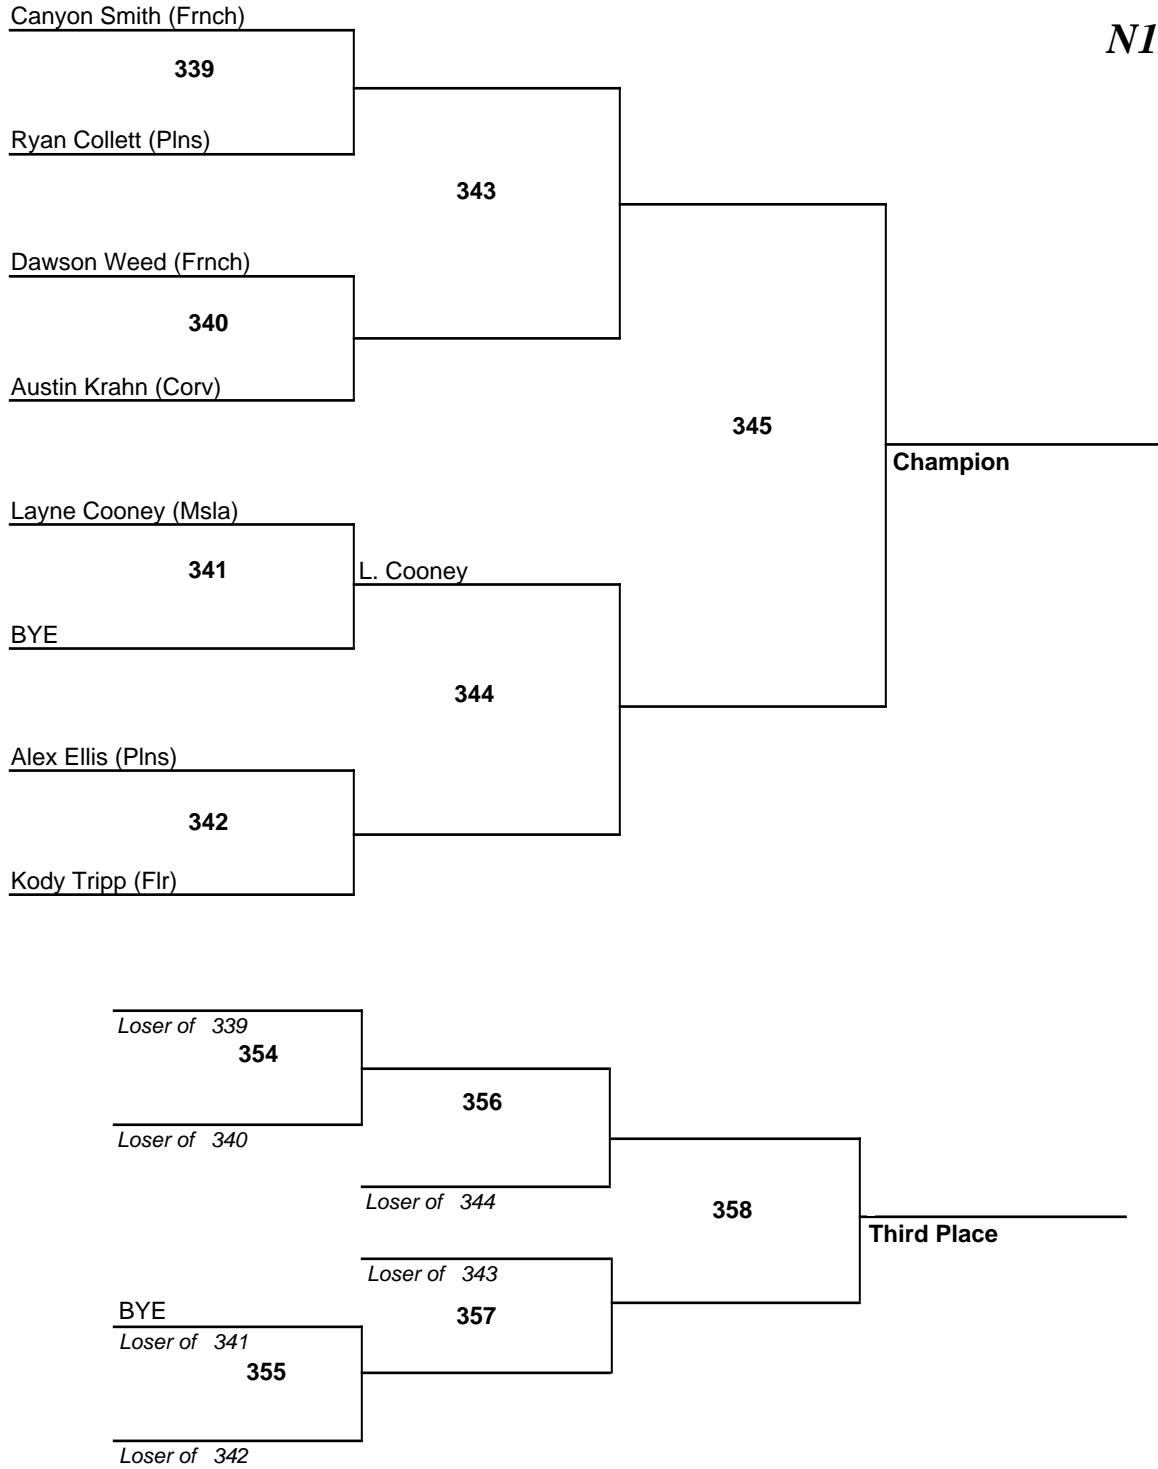 Canyon Smith (Frnch)
N1
339
Ryan Collett (Plns)
343
Dawson Weed (Frnch)
340
Austin Krahn (Corv)
345
Champion
Layne Cooney (Msla)
341
L. Cooney
BYE
344
Alex Ellis (Plns)
342
Kody Tripp (Flr)
Loser of 339
354
356
Loser of 340
Loser of 344
358
Third Place
Loser of 343
BYE
357
Loser of 341
355
Loser of 342